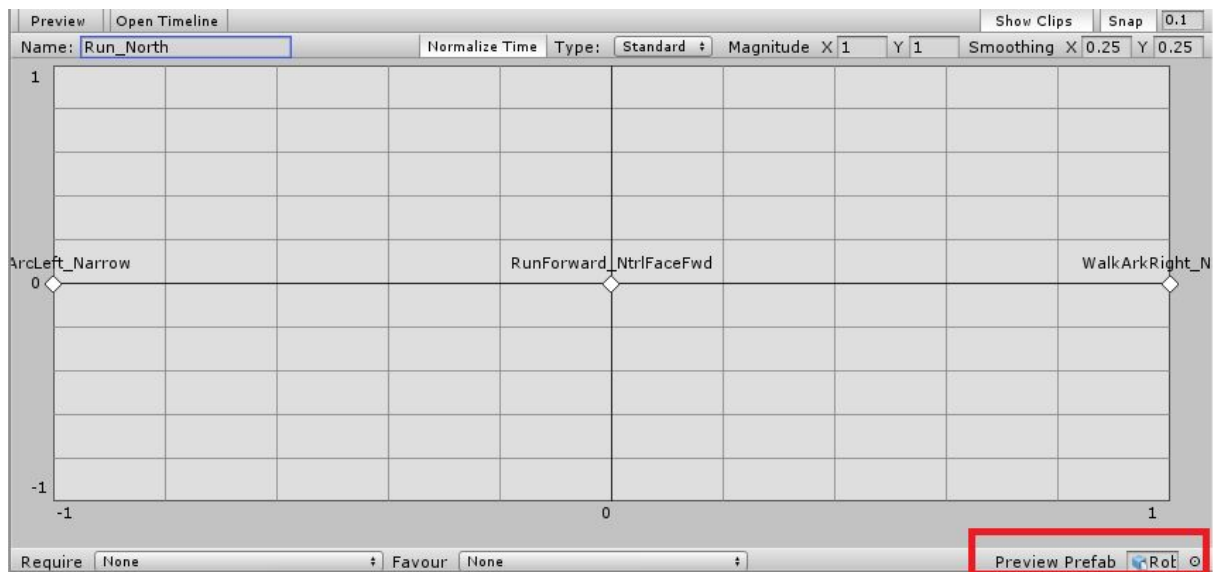 Preview Open Timeline Show Clips Snap 0.1
Name: Run_North Normalize Time Type: Standard Magnitude X 1 Y 1 Smoothing X 0.25 Y 0.25
1
ArcLeft_Narrow RunForward_NtrlFaceFwd WalkArkRight_N
0
-1
-1 0 1
Require None Favour None Preview Prefab Rob